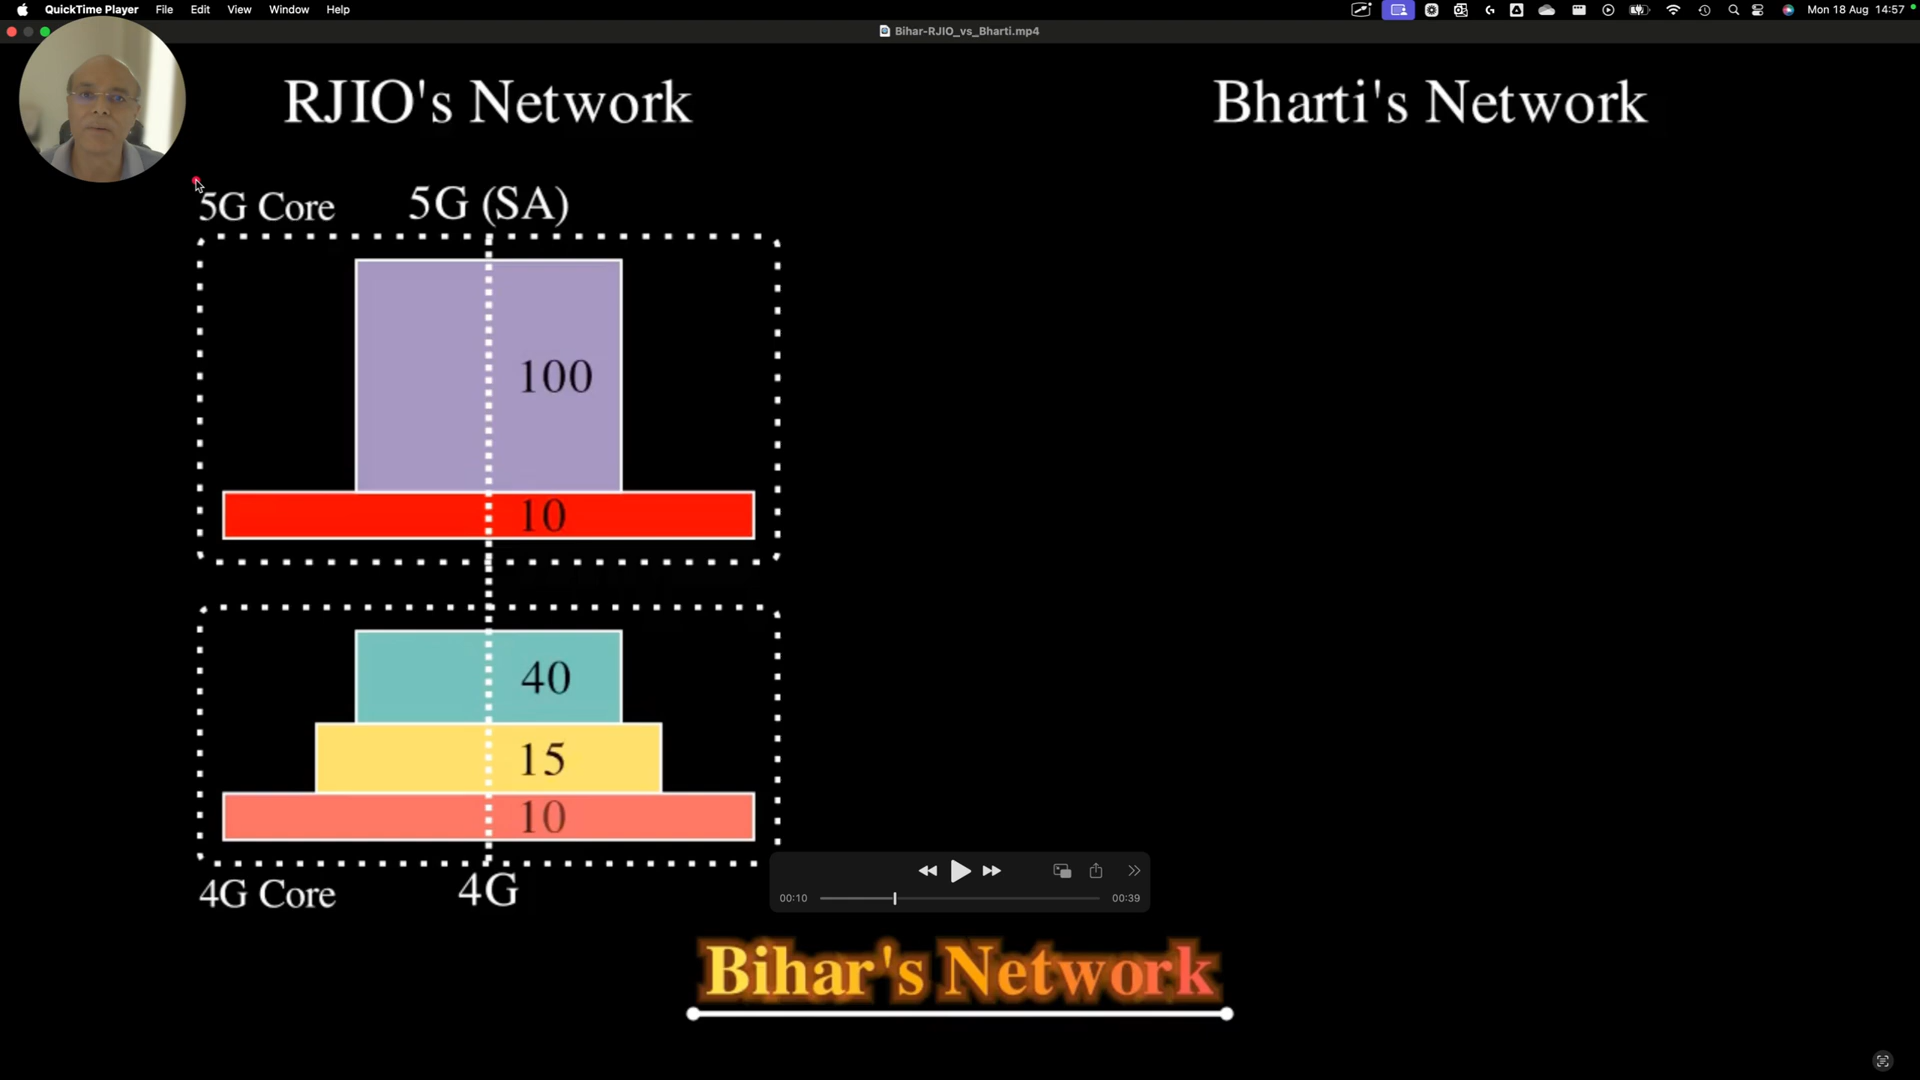 QuickTime Player File Edit View Window Help
Mon 18 Aug 14:57
Bihar-RJIO_vs_Bharti.mp4
RJIO's Network
Bharti's Network
5G Core
5G (SA)
100
10
40
15
10
4G Core
4G
00:10
00:39
Bihar's Network